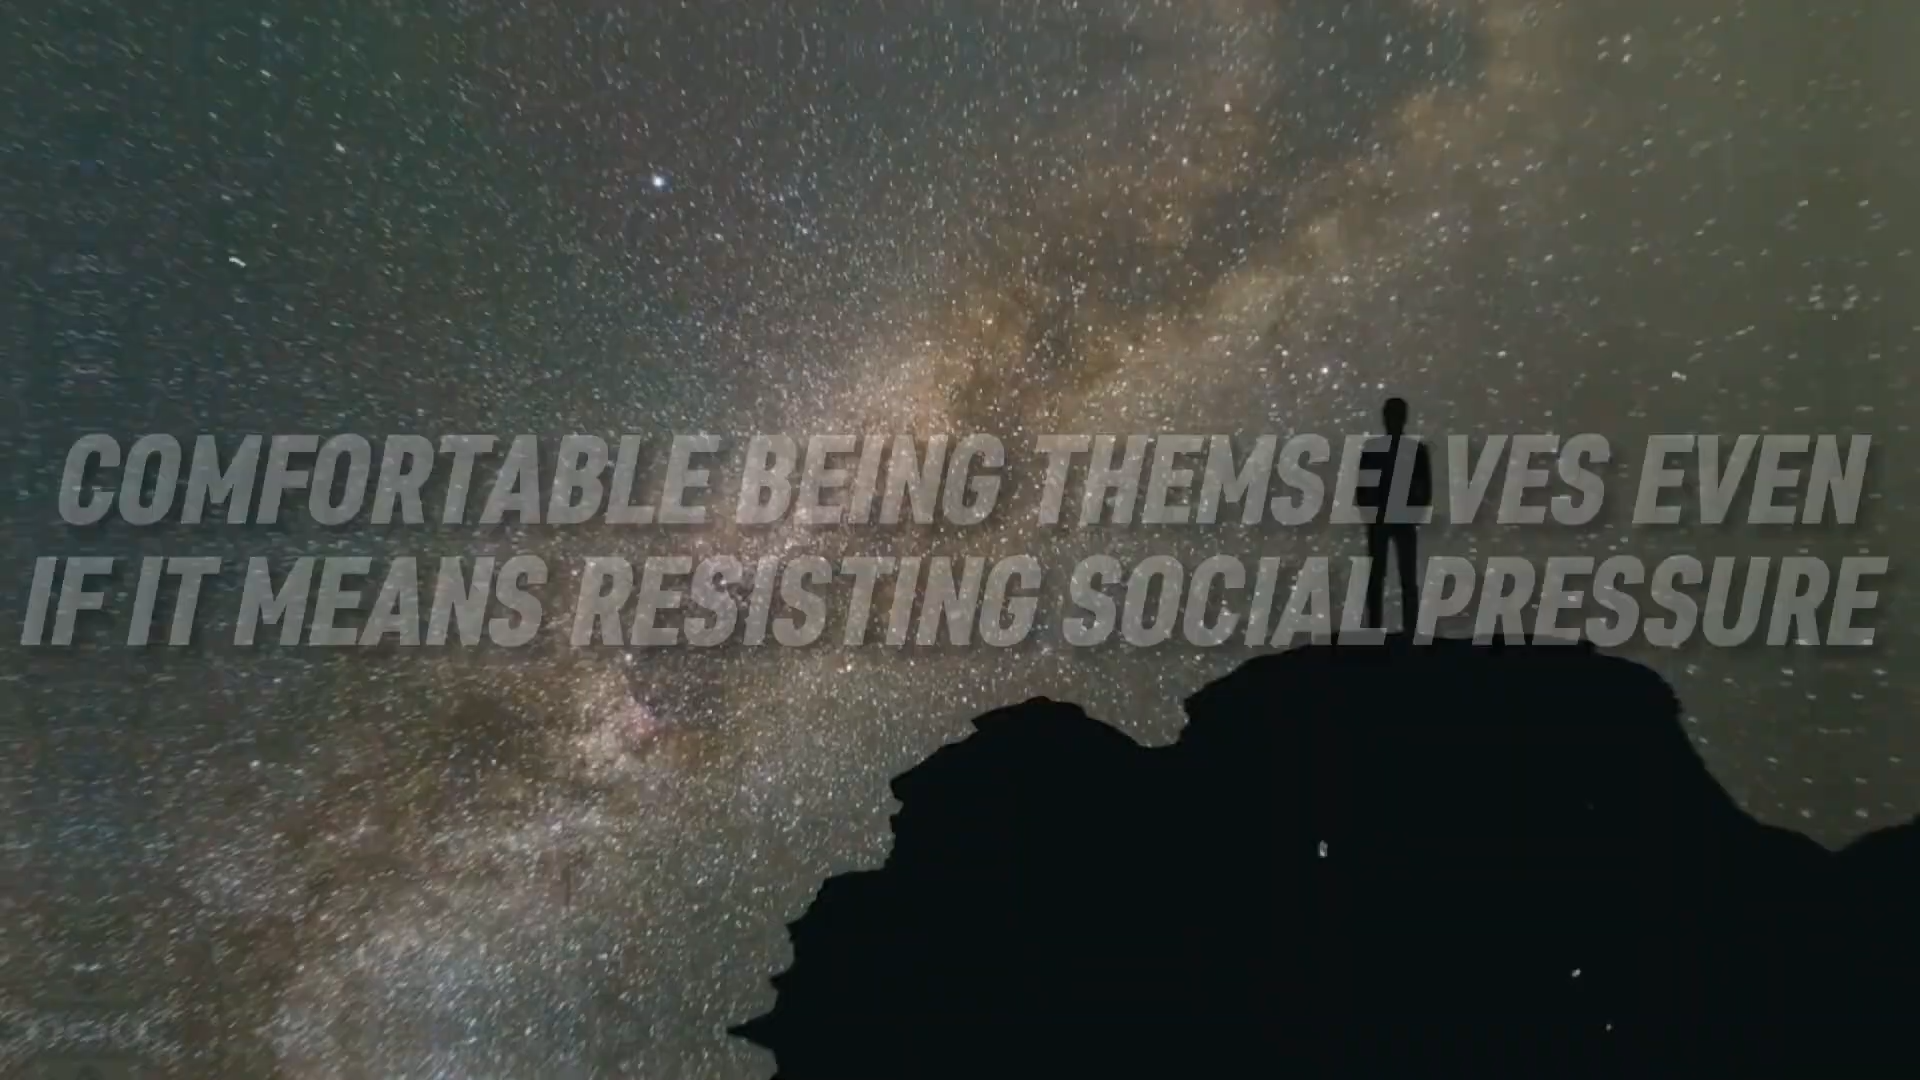 COMFORTABLE BEING THEMSELVES EVEN
IF IT MEANS RESISTING SOCIAL PRESSURE